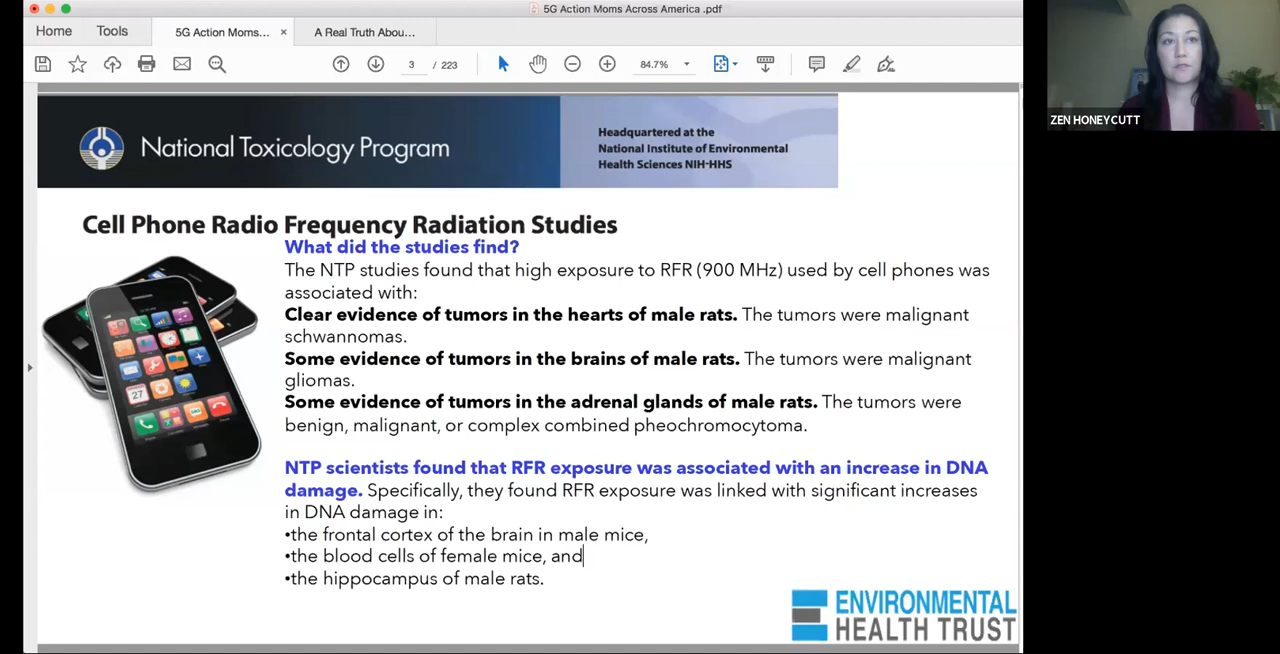 5G Action Moms Across America .pdf
Home
Tools
5G Action Moms...
×
A Real Truth Abou...
3
/ 223
84.7%
ZEN HONEYCUTT
National Toxicology Program
Headquartered at the
National Institute of Environmental
Health Sciences NIH-HHS
Cell Phone Radio Frequency Radiation Studies
What did the studies find?
The NTP studies found that high exposure to RFR (900 MHz) used by cell phones was
associated with:
Clear evidence of tumors in the hearts of male rats. The tumors were malignant
schwannomas.
Some evidence of tumors in the brains of male rats. The tumors were malignant
gliomas.
Some evidence of tumors in the adrenal glands of male rats. The tumors were
benign, malignant, or complex combined pheochromocytoma.
27
NTP scientists found that RFR exposure was associated with an increase in DNA
damage. Specifically, they found RFR exposure was linked with significant increases
in DNA damage in:
•the frontal cortex of the brain in male mice,
•the blood cells of female mice, and
•the hippocampus of male rats.
ENVIRONMENTAL
HEALTH TRUST